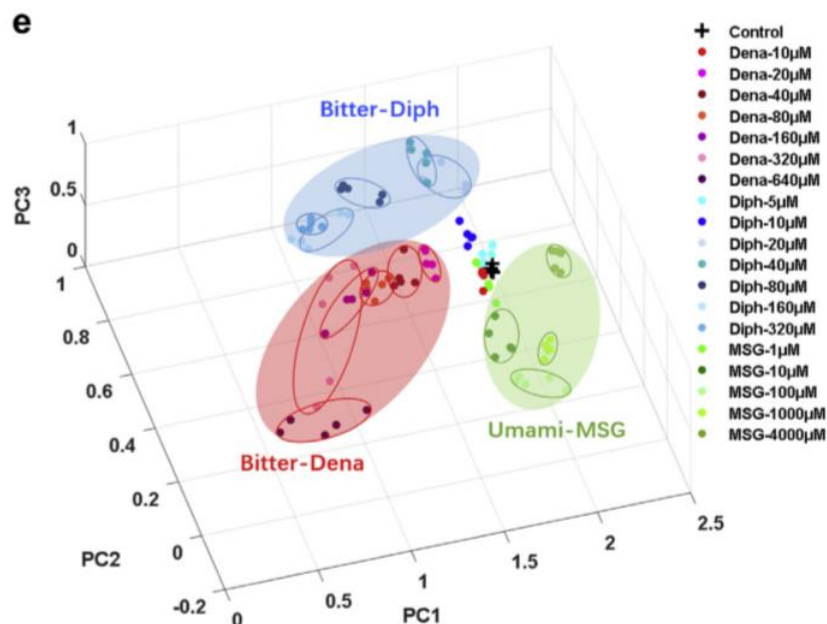 e
Control
Dena-10μM
Dena-20μM
Dena-40μM
Dena-80μM
Dena-160μM
Dena-320μM
Dena-640μM
Diph-5μM
Diph-10μM
Diph-20μM
Diph-40μM
Diph-80μM
Diph-160μM
Diph-320μM
MSG-1μM
MSG-10μM
MSG-100μM
MSG-1000μM
MSG-4000μM
Bitter-Diph
Bitter-Dena
Umami-MSG
PC3
1
0.5
0
PC2
1
0.8
0.6
0.4
0.2
0
-0.2
PC1
0
0.5
1
1.5
2
2.5